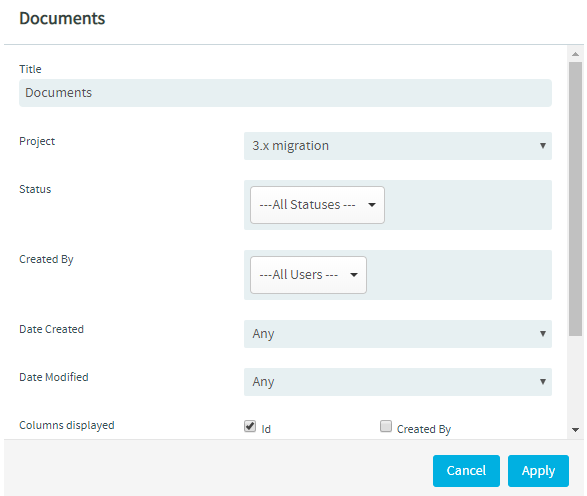 Documents
Title
Documents
Project 3.x migration
Status ---All Statuses ---
Created By ---All Users ---
Date Created Any
Date Modified Any
Columns displayed Id Created By
Cancel Apply